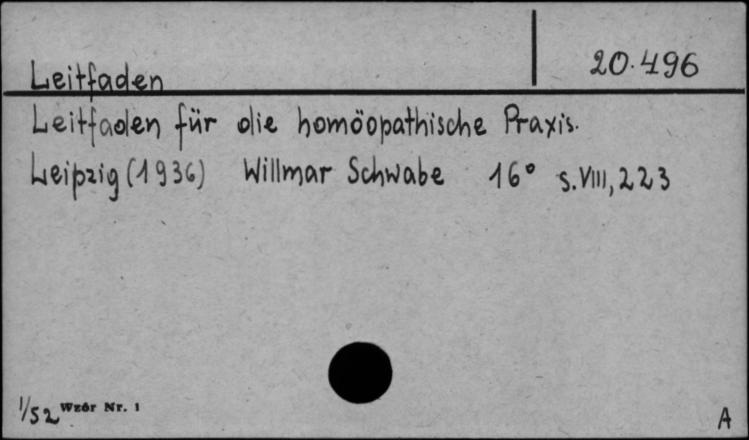 Leitfaden
20.496
Leitfaden für die homöopathische Praxis.
Leipzig (1936) Willmar Schwabe 16° s.VIII, 223
1/52 Wzór Nr. 1
A